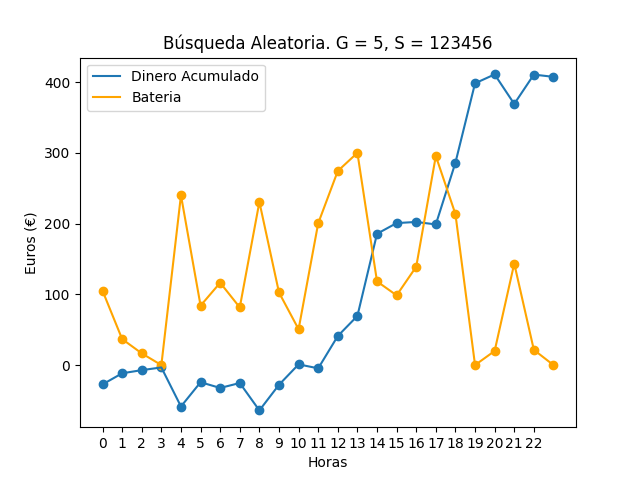 Búsqueda Aleatoria. G = 5, S = 123456
Dinero Acumulado
Bateria
400
300
200
100
0
Euros (€)
0 1 2 3 4 5 6 7 8 9 10 11 12 13 14 15 16 17 18 19 20 21 22
Horas